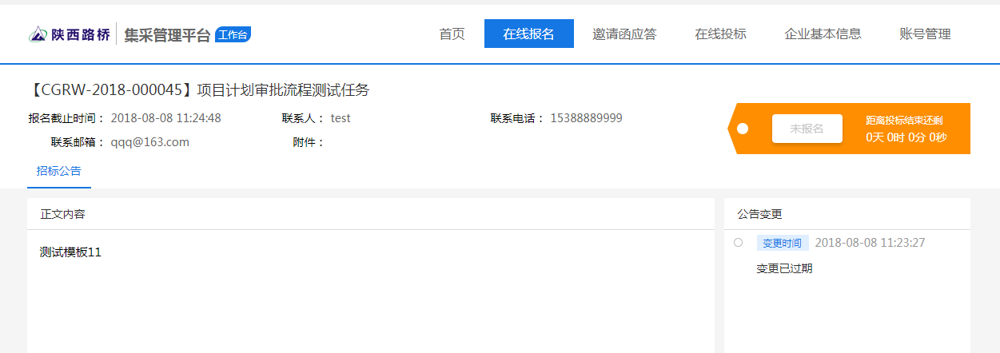 陕西路桥 集采管理平台 工作台 首页 在线报名 邀请函应答 在线投标 企业基本信息 账号管理
【CGRW-2018-000045】项目计划审批流程测试任务
报名截止时间： 2018-08-08 11:24:48 联系人： test 联系电话： 15388889999
联系邮箱： qqq@163.com 附件：
未报名
距离投标结束还剩
0天 0时 0分 0秒
招标公告
正文内容
测试模板11
公告变更
变更时间 2018-08-08 11:23:27
变更已过期